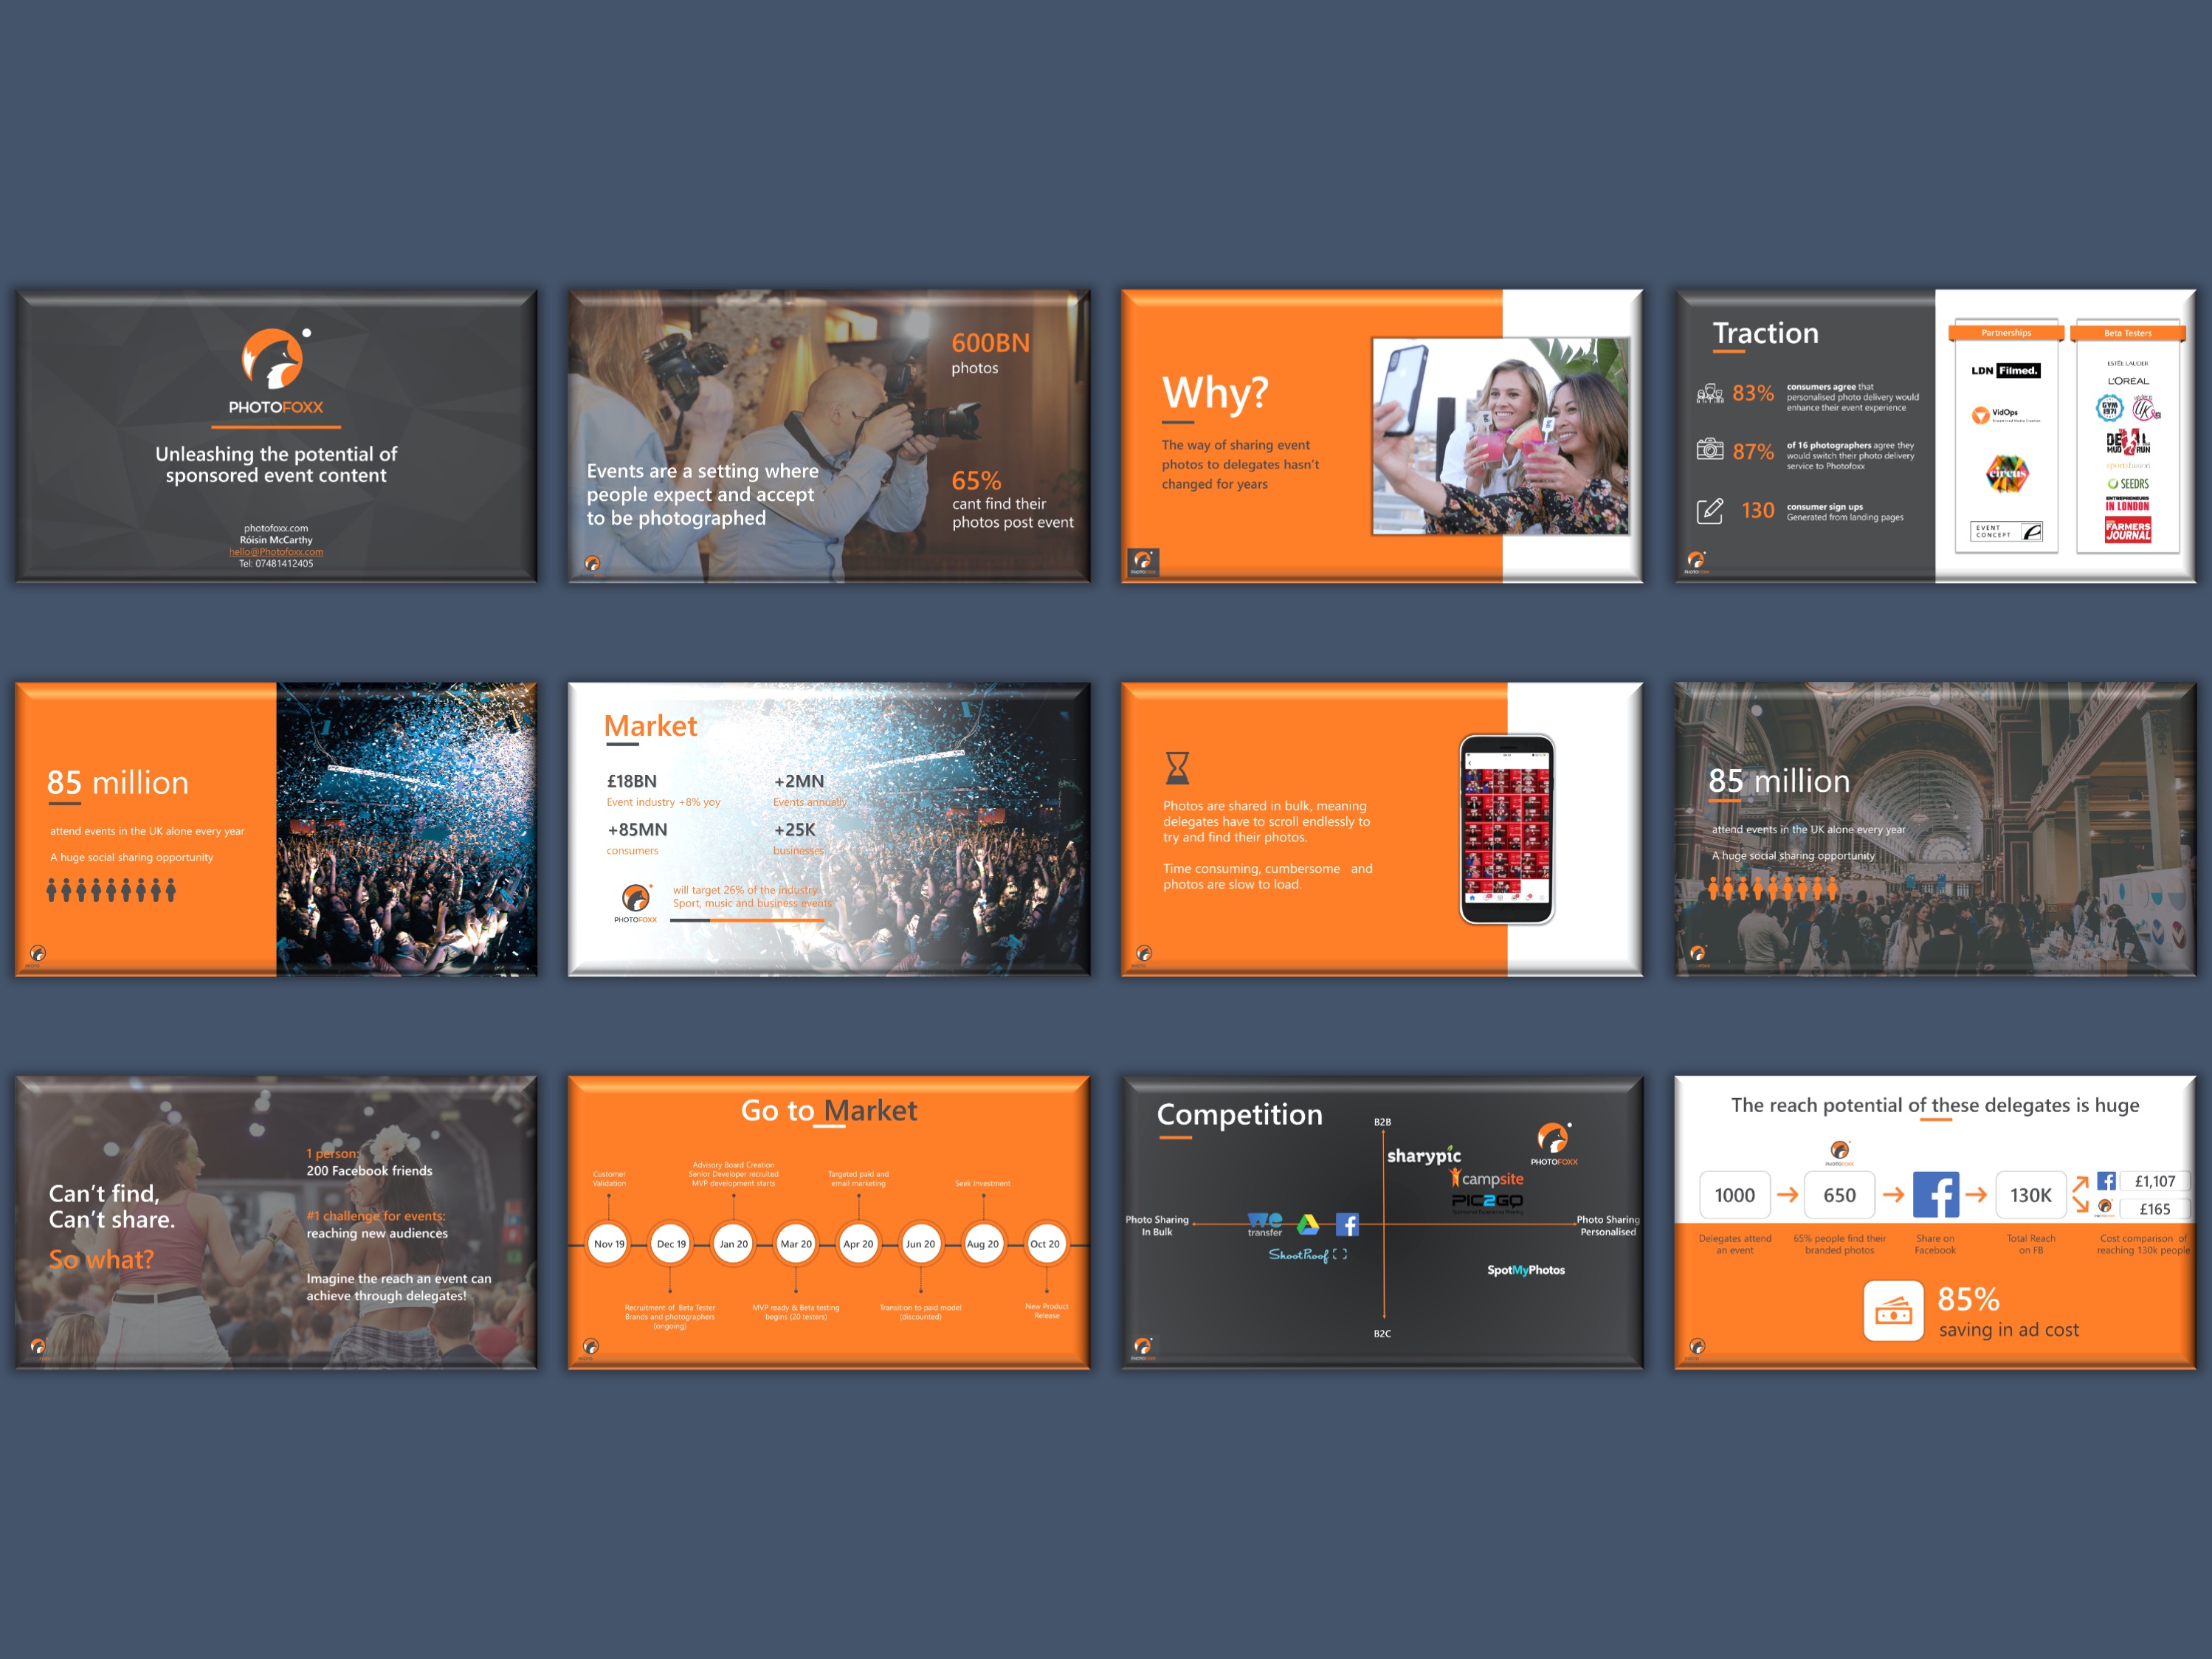 PHOTOFOXX
Unleashing the potential of
sponsored event content
photofoxx.com
Róisín McCarthy
hello@Photofoxx.com
Tel: 07481412405
600BN
photos
Events are a setting where
people expect and accept
to be photographed
65%
cant find their
photos post event
Why?
The way of sharing event
photos to delegates hasn't
changed for years
PHOTOFOXX
Traction
83%
consumers agree that
personalised photo delivery would
enhance their event experience
87%
of 16 photographers agree they
would switch their photo delivery
service to Photofoxx
130
consumer sign ups
Generated from landing pages
PHOTOFOXX
Partnerships
LDN Filmed.
VidOps
circus
EVENT
CONCEPT
Beta Testers
ESTĒE LAUDER
L'ORÉAL
GYM
1971
UK
DEVIL
MUD RUN
sportsfusion
SEEDRS
ENTREPRENEURS
IN LONDON
FARMERS
JOURNAL
85 million
attend events in the UK alone every year
A huge social sharing opportunity
Market
£18BN
Event industry +8% yoy
+2MN
Events annually
+85MN
consumers
+25K
businesses
PHOTOFOXX
will target 26% of the industry
Sport, music and business events
Photos are shared in bulk, meaning
delegates have to scroll endlessly to
try and find their photos.
Time consuming, cumbersome and
photos are slow to load.
85 million
attend events in the UK alone every year
A huge social sharing opportunity
Can't find,
Can't share.
So what?
1 person:
200 Facebook friends
#1 challenge for events:
reaching new audiences
Imagine the reach an event can
achieve through delegates!
Go to Market
Customer
Validation
Advisory Board Creation
Senior Developer recruited
MVP development starts
Targeted paid and
email marketing
Seek Investment
Nov 19
Dec 19
Jan 20
Mar 20
Apr 20
Jun 20
Aug 20
Oct 20
Recruitment of Beta Tester
Brands and photographers
(ongoing)
MVP ready & Beta testing
begins (20 testers)
Transition to paid model
(discounted)
New Product
Release
Competition
B2B
sharypic
PHOTOFOXX
campsite
PIC2GO
Photo Sharing
In Bulk
we
transfer
Photo Sharing
Personalised
ShootProof
SpotMyPhotos
B2C
PHOTOFOXX
The reach potential of these delegates is huge
PHOTOFOXX
1000
650
130K
£1,107
£165
Delegates attend
an event
65% people find their
branded photos
Share on
Facebook
Total Reach
on FB
Cost comparison of
reaching 130k people
85%
saving in ad cost